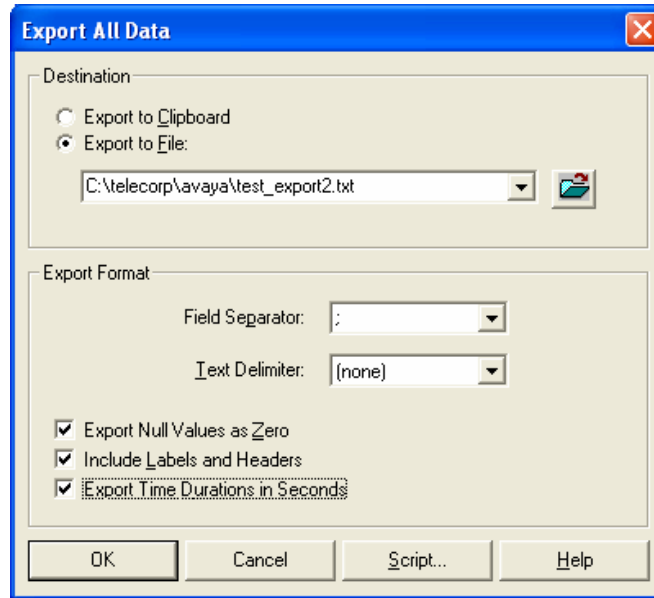 Export All Data
Destination
Export to Clipboard
Export to File:
C:\telecorp\avaya\test_export2.txt
Export Format
Field Separator: ;
Text Delimiter: (none)
Export Null Values as Zero
Include Labels and Headers
Export Time Durations in Seconds
OK Cancel Script... Help